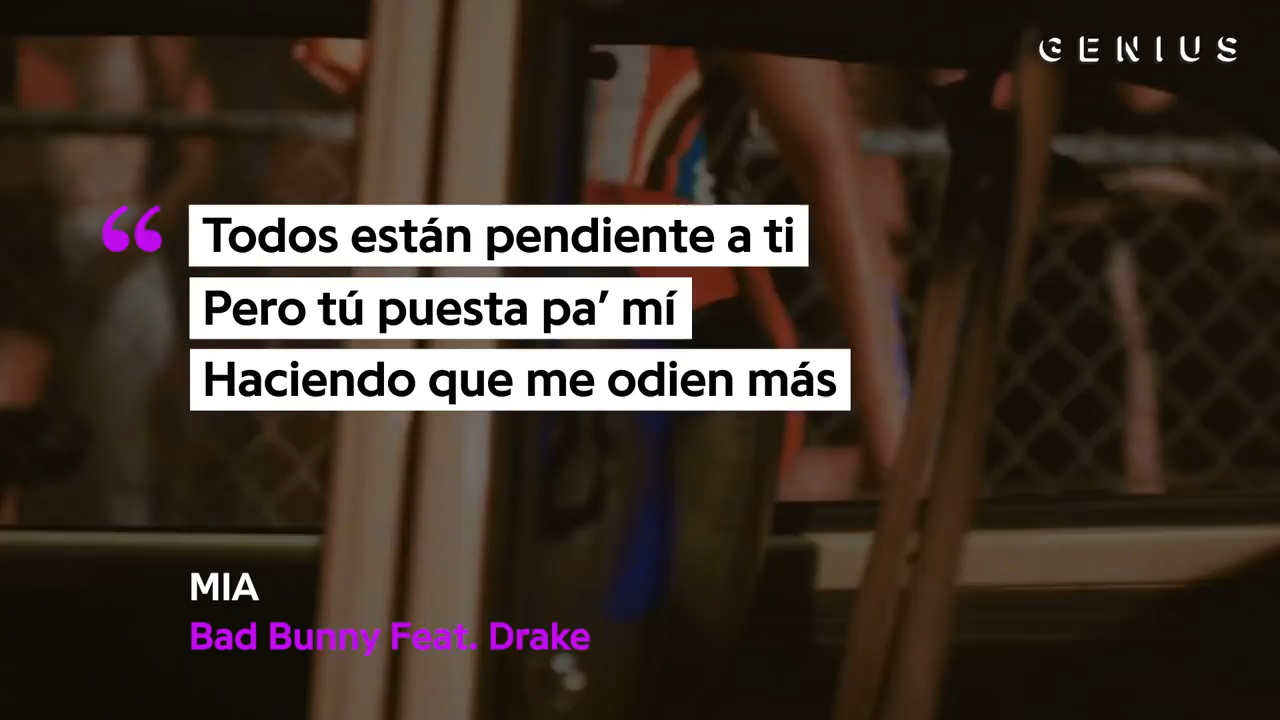 GENIUS
“
Todos están pendiente a ti
Pero tú puesta pa’ mí
Haciendo que me odien más
MIA
Bad Bunny Feat. Drake